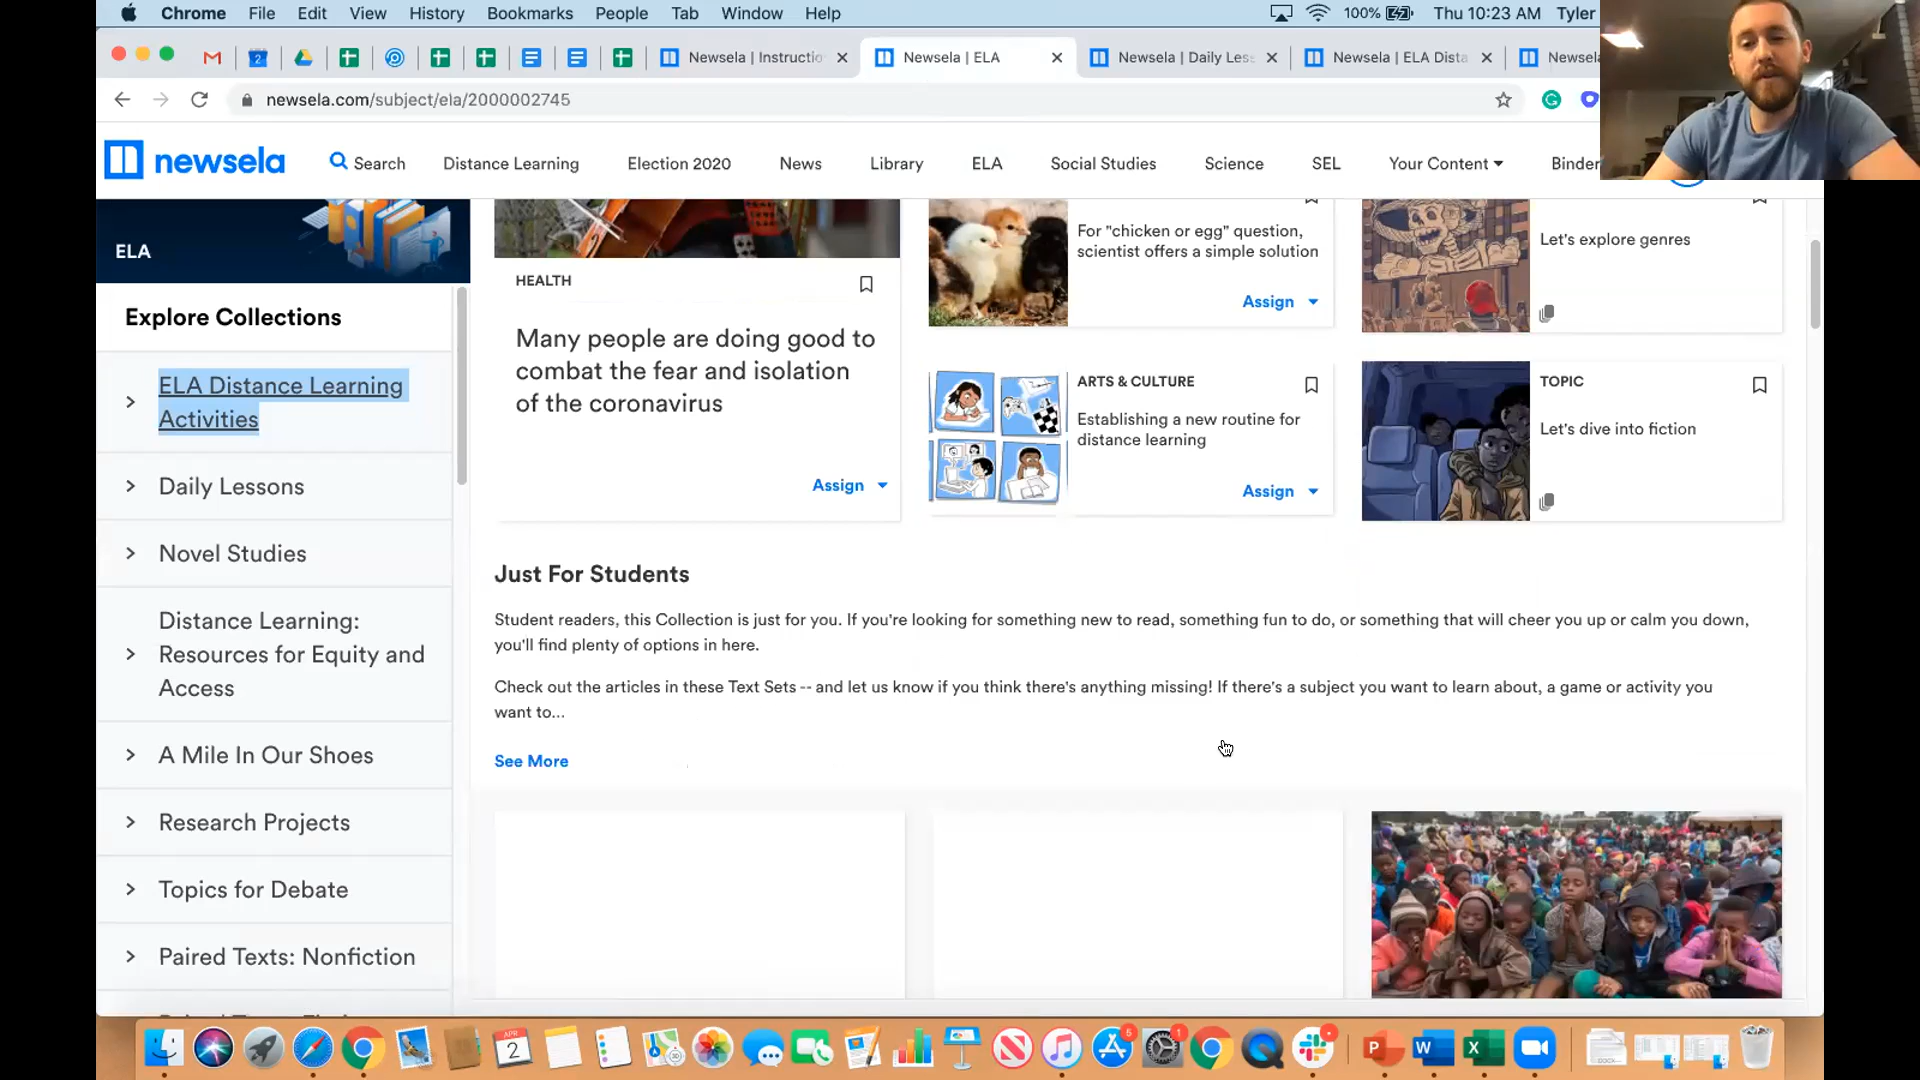 Chrome File Edit View History Bookmarks People Tab Window Help 100% Thu 10:23 AM Tyler
Newsela | Instructio Newsela | ELA Newsela | Daily Les Newsela | ELA Dista Newsel
newsela.com/subject/ela/2000002745
newsela Search Distance Learning Election 2020 News Library ELA Social Studies Science SEL Your Content Binder
ELA
Explore Collections
ELA Distance Learning
Activities
Daily Lessons
Novel Studies
Distance Learning:
Resources for Equity and
Access
A Mile In Our Shoes
Research Projects
Topics for Debate
Paired Texts: Nonfiction
HEALTH
Many people are doing good to
combat the fear and isolation
of the coronavirus
Assign
For "chicken or egg" question,
scientist offers a simple solution
Assign
ARTS & CULTURE
Establishing a new routine for
distance learning
Assign
Let's explore genres
TOPIC
Let's dive into fiction
Just For Students
Student readers, this Collection is just for you. If you're looking for something new to read, something fun to do, or something that will cheer you up or calm you down,
you'll find plenty of options in here.
Check out the articles in these Text Sets -- and let us know if you think there's anything missing! If there's a subject you want to learn about, a game or activity you
want to...
See More
APR
2